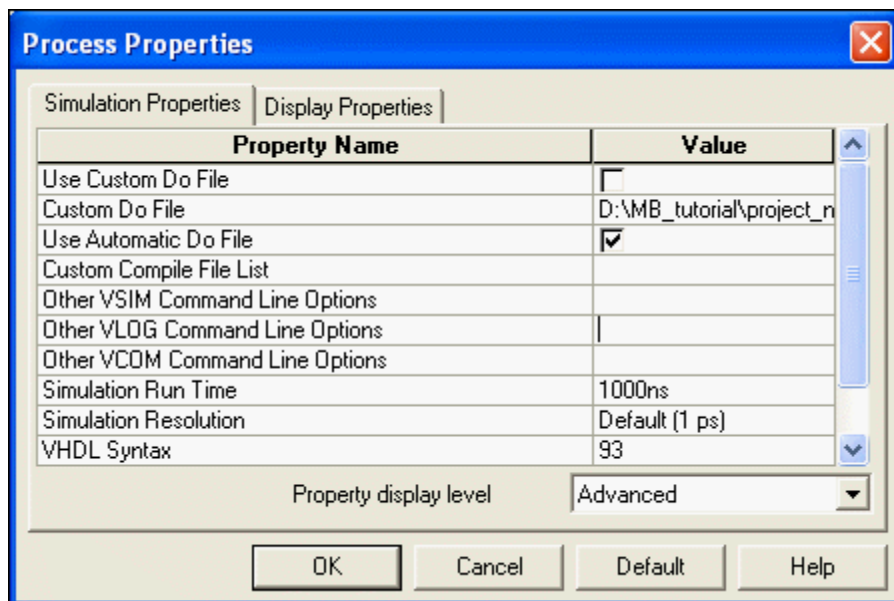 Process Properties
Simulation Properties Display Properties
Property Name Value
Use Custom Do File
Custom Do File D:\MB_tutorial\project_n
Use Automatic Do File
Custom Compile File List
Other VSIM Command Line Options
Other VLOG Command Line Options
Other VCOM Command Line Options
Simulation Run Time 1000ns
Simulation Resolution Default (1 ps)
VHDL Syntax 93
Property display level Advanced
OK Cancel Default Help